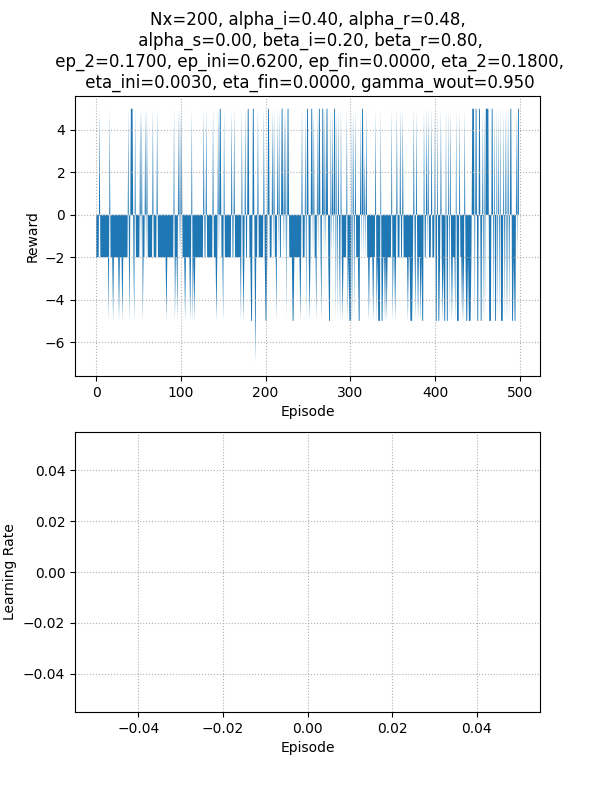 Nx=200, alpha_i=0.40, alpha_r=0.48,
alpha_s=0.00, beta_i=0.20, beta_r=0.80,
ep_2=0.1700, ep_ini=0.6200, ep_fin=0.0000, eta_2=0.1800,
eta_ini=0.0030, eta_fin=0.0000, gamma_wout=0.950
4
2
0
−2
−4
−6
Reward
0 100 200 300 400 500
Episode
0.04
0.02
0.00
−0.02
−0.04
Learning Rate
−0.04 −0.02 0.00 0.02 0.04
Episode